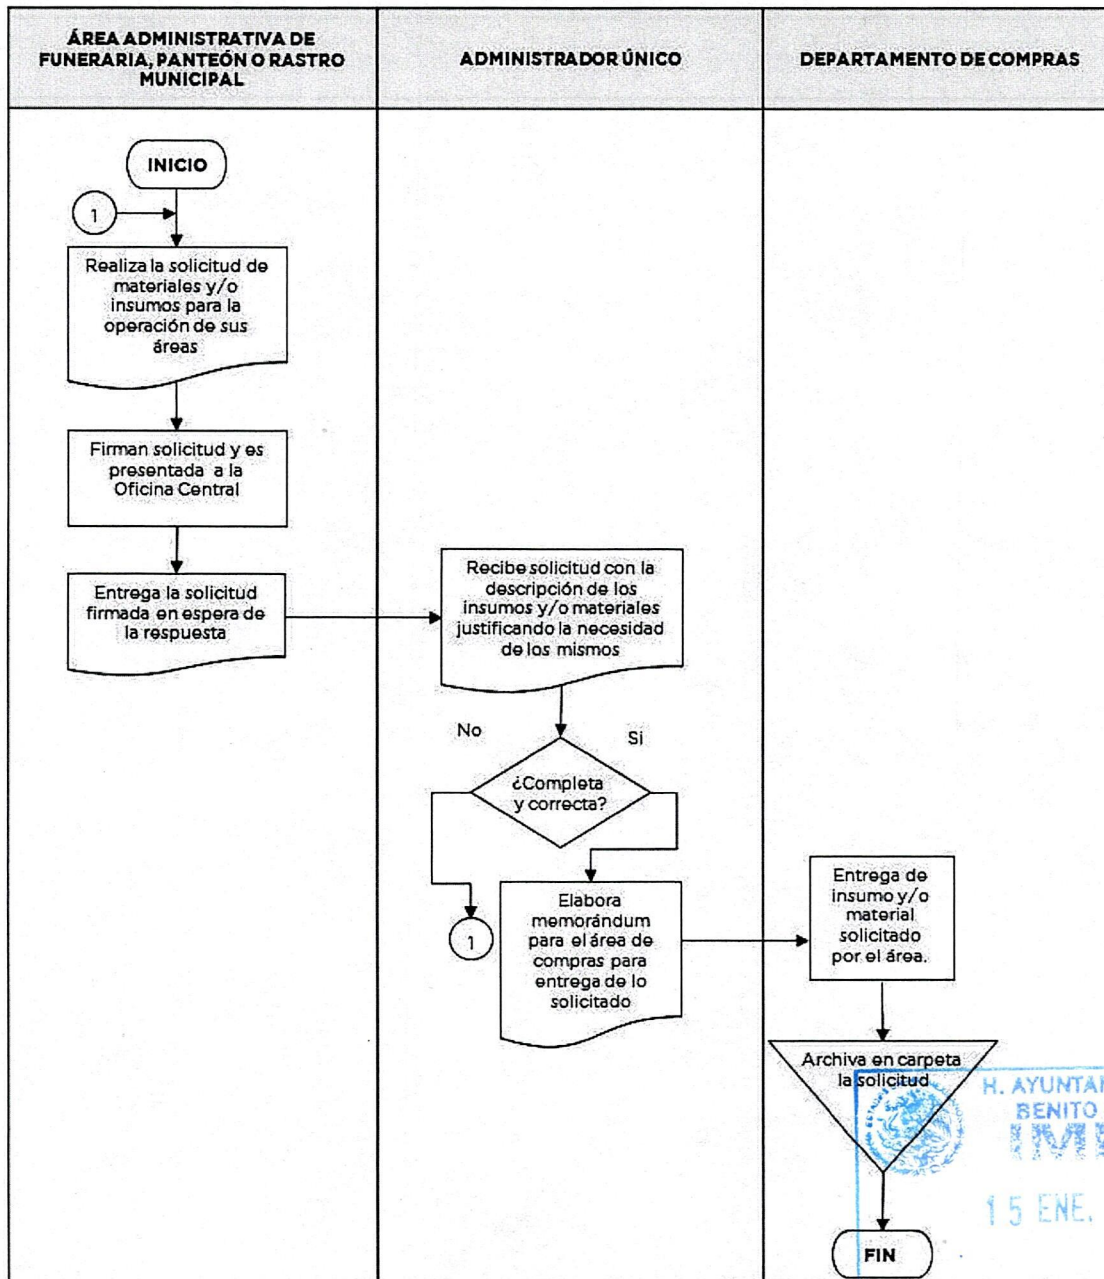 ÁREA ADMINISTRATIVA DE
FUNERARIA, PANTEÓN O RASTRO
MUNICIPAL
ADMINISTRADOR ÚNICO
DEPARTAMENTO DE COMPRAS
INICIO
1
Realiza la solicitud de
materiales y/o
insumos para la
operación de sus
áreas
Firman solicitud y es
presentada a la
Oficina Central
Entrega la solicitud
firmada en espera de
la respuesta
Recibe solicitud con la
descripción de los
insumos y/o materiales
justificando la necesidad
de los mismos
No
Si
¿Completa
y correcta?
1
Elabora
memorándum
para el área de
compras para
entrega de lo
solicitado
Entrega de
insumo y/o
material
solicitado
por el área.
Archiva en carpeta
la solicitud
FIN
H. AYUNTA
BENITO
15 ENE.